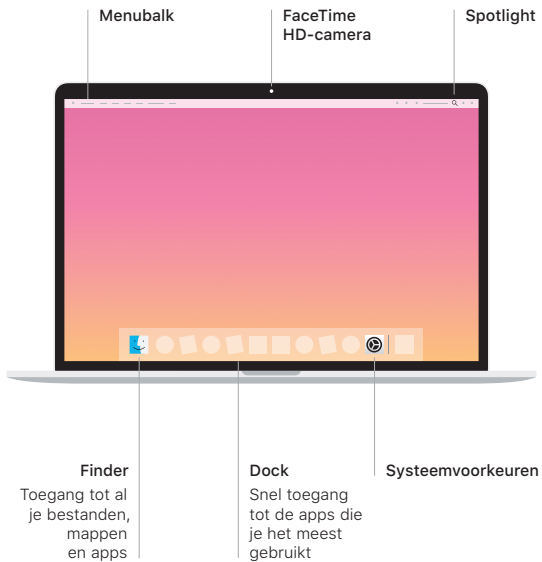 Menubalk
FaceTime
HD-camera
Spotlight
Finder
Toegang tot al
je bestanden,
mappen
en apps
Dock
Snel toegang
tot de apps die
je het meest
gebruikt
Systeemvoorkeuren